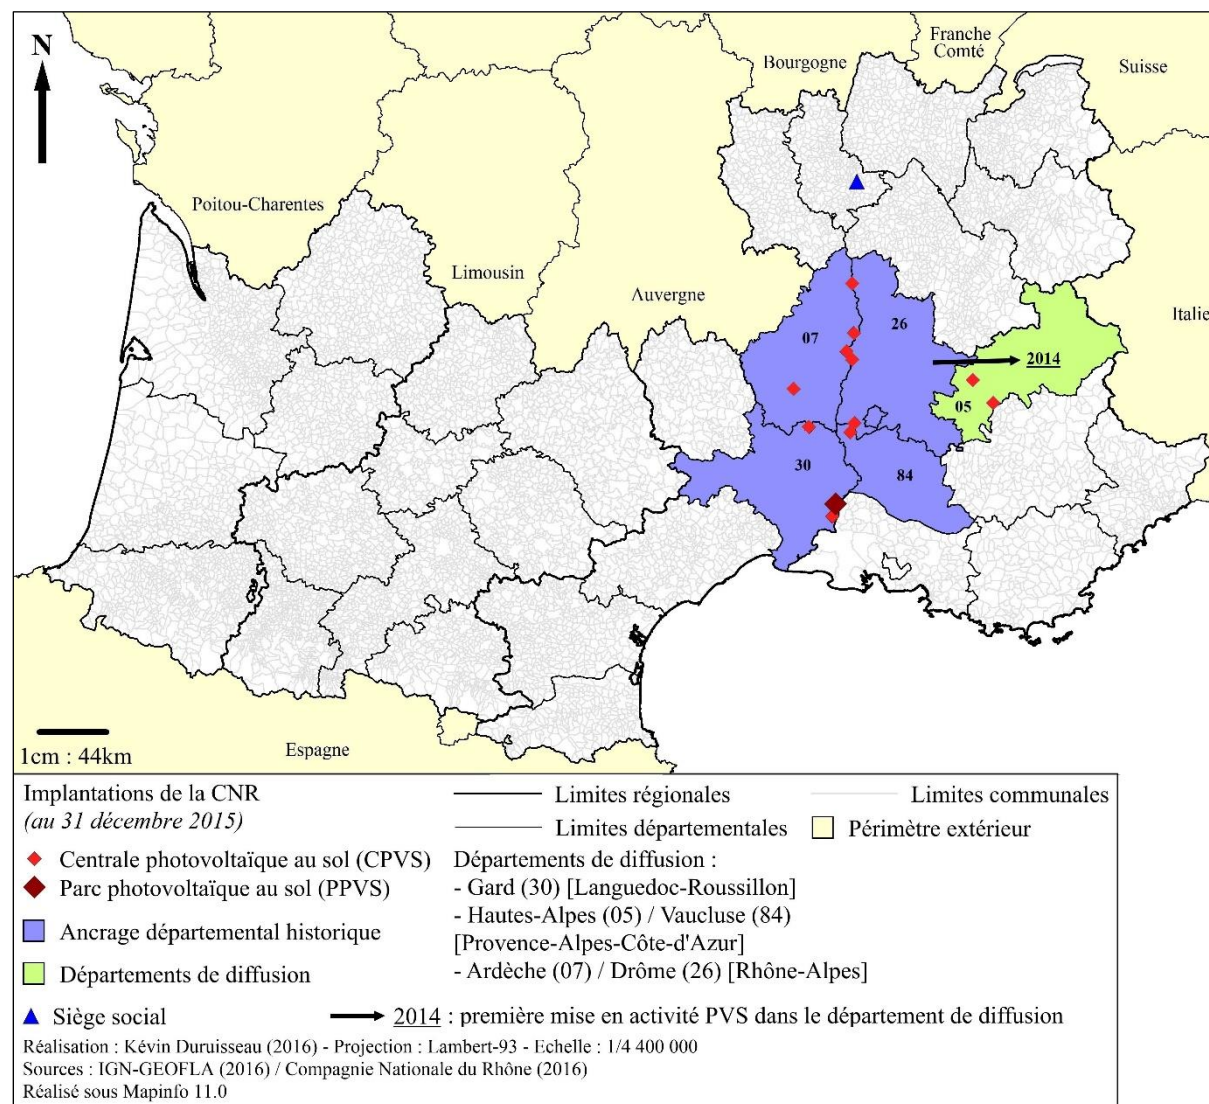 N
Franche
Comté
Bourgogne
Suisse
Poitou-Charentes
Limousin
Auvergne
Italie
07
26
2014
05
30
84
1cm : 44km
Espagne
Implantations de la CNR
(au 31 décembre 2015)
Centrale photovoltaïque au sol (CPVS)
Parc photovoltaïque au sol (PPVS)
Ancrage départemental historique
Départements de diffusion
Siège social
Limites régionales
Limites communales
Limites départementales
Périmètre extérieur
Départements de diffusion :
- Gard (30) [Languedoc-Roussillon]
- Hautes-Alpes (05) / Vaucluse (84)
[Provence-Alpes-Côte-d'Azur]
- Ardèche (07) / Drôme (26) [Rhône-Alpes]
2014 : première mise en activité PVS dans le département de diffusion
Réalisation : Kévin Duruisseau (2016) - Projection : Lambert-93 - Echelle : 1/4 400 000
Sources : IGN-GEOFLA (2016) / Compagnie Nationale du Rhône (2016)
Réalisé sous Mapinfo 11.0